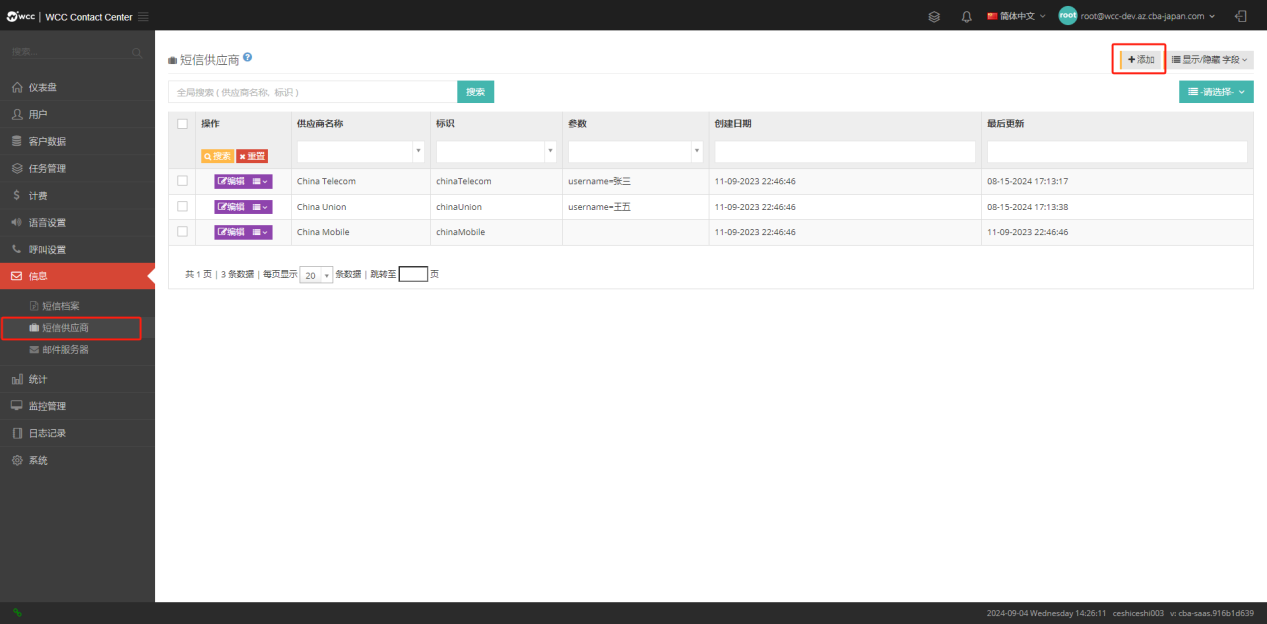 wcc | WCC Contact Center
简体中文
root
root@wcc-dev.az.cba-japan.com
搜索...
仪表盘
用户
客户数据
任务管理
计费
语音设置
呼叫设置
信息
短信档案
短信供应商
邮件服务器
统计
监控管理
日志记录
系统
短信供应商
添加
显示/隐藏 字段
全局搜索 ( 供应商名称, 标识 )
搜索
-请选择-
操作 供应商名称 标识 参数 创建日期 最后更新
搜索 重置
编辑 China Telecom chinaTelecom username=张三 11-09-2023 22:46:46 08-15-2024 17:13:17
编辑 China Union chinaUnion username=王五 11-09-2023 22:46:46 08-15-2024 17:13:38
编辑 China Mobile chinaMobile 11-09-2023 22:46:46 11-09-2023 22:46:46
共 1 页 | 3 条数据 | 每页显示 20 条数据 | 跳转至 页
2024-09-04 Wednesday 14:26:11 ceshiceshi003 v: cba-saas.916b1d639